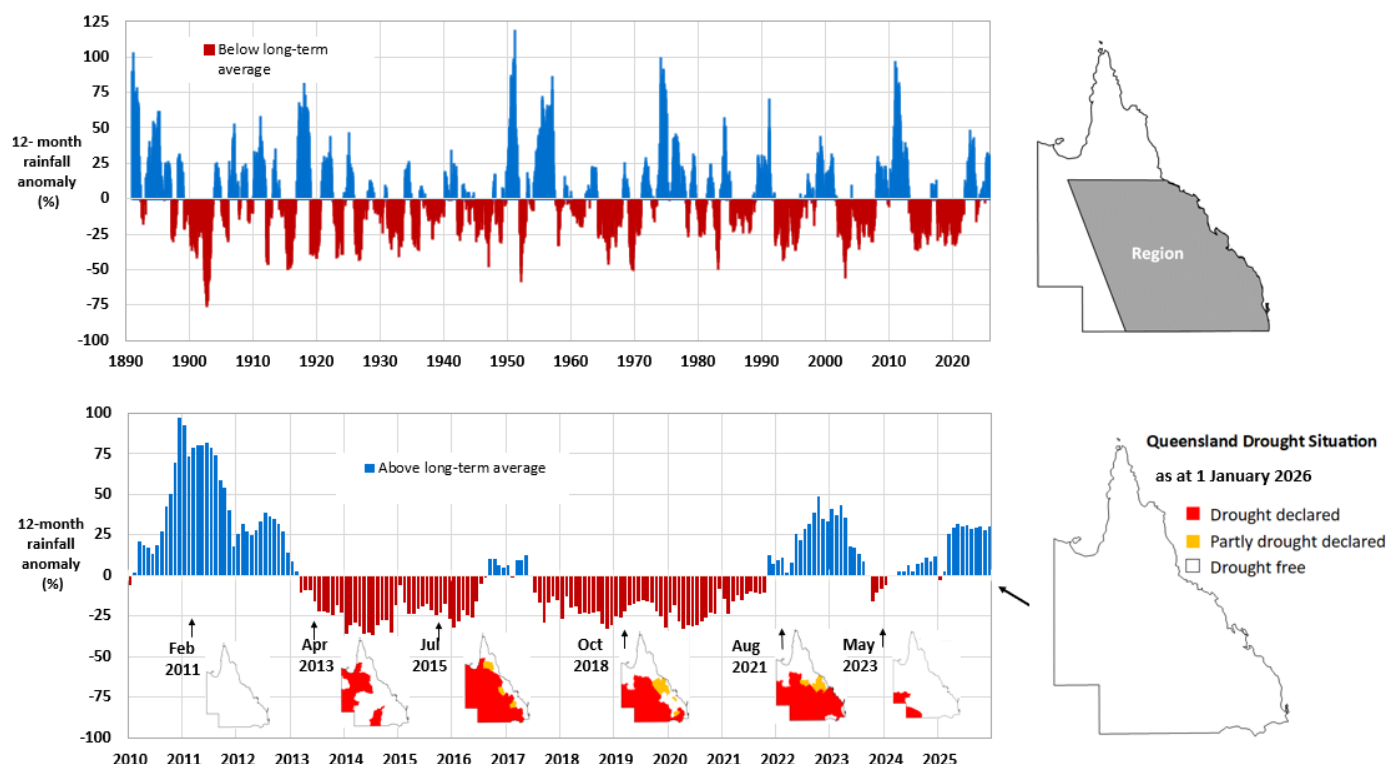 125
100
75
50
25
0
-25
-50
-75
-100
12- month
rainfall
anomaly
(%)
Below long-term
average
1890 1900 1910 1920 1930 1940 1950 1960 1970 1980 1990 2000 2010 2020
Region
100
75
50
25
0
-25
-50
-75
-100
12-month
rainfall
anomaly
(%)
Above long-term average
Feb
2011
Apr
2013
Jul
2015
Oct
2018
Aug
2021
May
2023
2010 2011 2012 2013 2014 2015 2016 2017 2018 2019 2020 2021 2022 2023 2024 2025
Queensland Drought Situation
as at 1 January 2026
Drought declared
Partly drought declared
Drought free